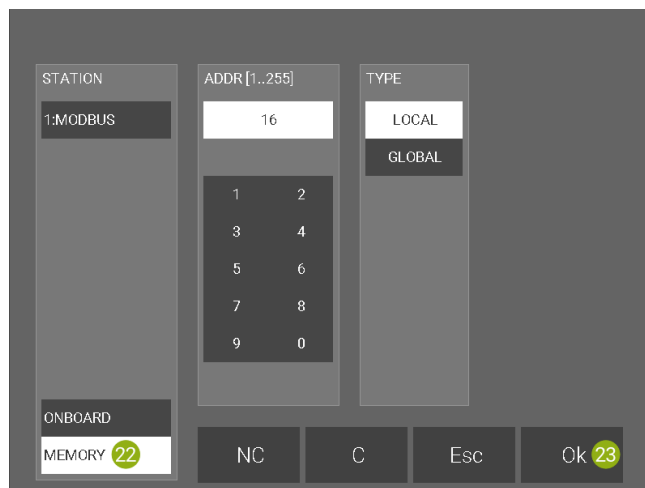 STATION
1:MODBUS
ONBOARD
MEMORY 22
ADDR [1..255]
16
1 2
3 4
5 6
7 8
9 0
TYPE
LOCAL
GLOBAL
NC C Esc Ok 23